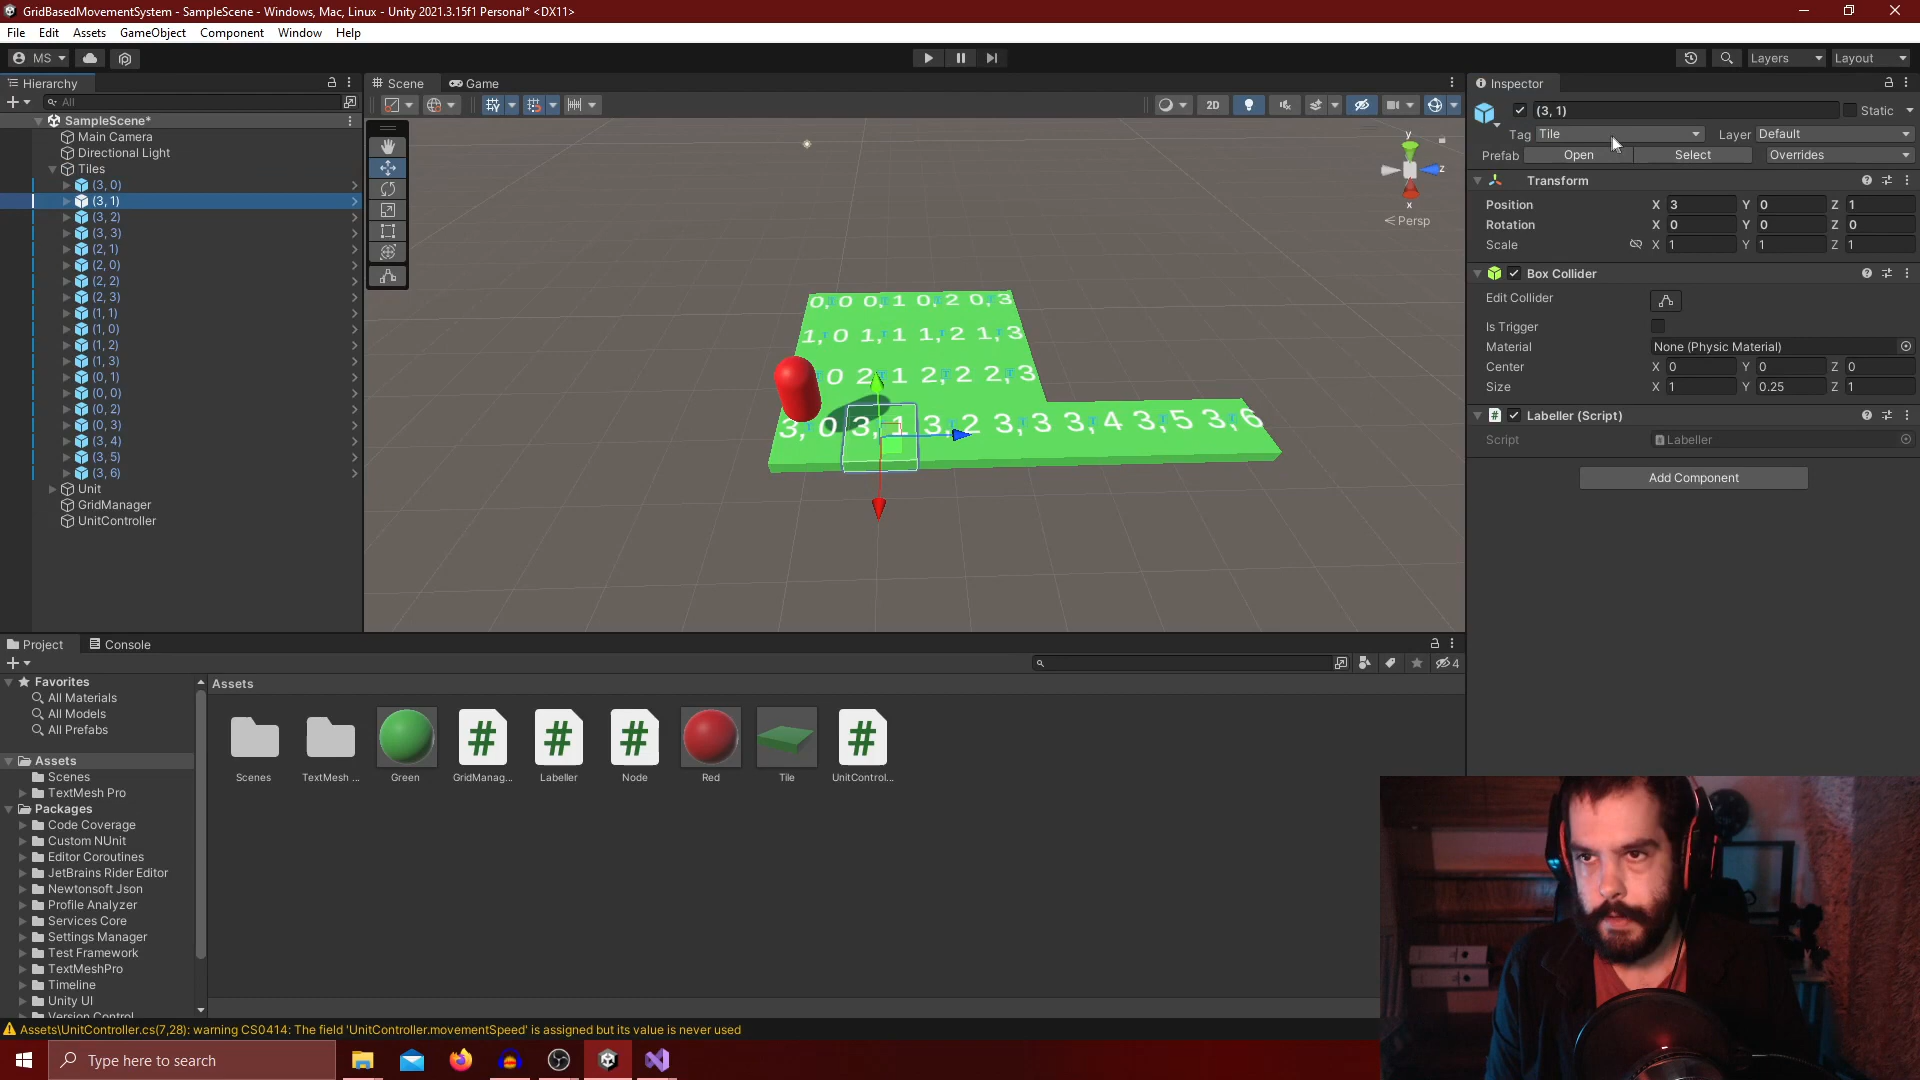 GridBasedMovementSystem - SampleScene - Windows, Mac, Linux - Unity 2021.3.15f1 Personal* <DX11>
File Edit Assets GameObject Component Window Help
MS Layers Layout
Hierarchy
All
SampleScene*
Main Camera
Directional Light
Tiles
(3, 0)
(3, 1)
(3, 2)
(3, 3)
(2, 1)
(2, 0)
(2, 2)
(2, 3)
(1, 1)
(1, 0)
(1, 2)
(1, 3)
(0, 1)
(0, 0)
(0, 2)
(0, 3)
(3, 4)
(3, 5)
(3, 6)
Unit
GridManager
UnitController
Scene Game
2D
y
z
x
Persp
0, 0 0, 1 0, 2 0, 3
1, 0 1, 1 1, 2 1, 3
0 2, 1 2, 2 2, 3
3, 0 3, 1 3, 2 3, 3 3, 4 3, 5 3, 6
Inspector
(3, 1) Static
Tag Tile Layer Default
Prefab Open Select Overrides
Transform
Position X 3 Y 0 Z 1
Rotation X 0 Y 0 Z 0
Scale X 1 Y 1 Z 1
Box Collider
Edit Collider
Is Trigger
Material None (Physic Material)
Center X 0 Y 0 Z 0
Size X 1 Y 0.25 Z 1
# Labeller (Script)
Script Labeller
Add Component
Project Console
4
Favorites
All Materials
All Models
All Prefabs
Assets
Scenes
TextMesh Pro
Packages
Code Coverage
Custom NUnit
Editor Coroutines
JetBrains Rider Editor
Newtonsoft Json
Profile Analyzer
Services Core
Settings Manager
Test Framework
TextMeshPro
Timeline
Unity UI
Version Control
Assets
# # # #
Scenes TextMesh ... Green GridManag... Labeller Node Red Tile UnitControl...
Assets\UnitController.cs(7,28): warning CS0414: The field 'UnitController.movementSpeed' is assigned but its value is never used
Type here to search